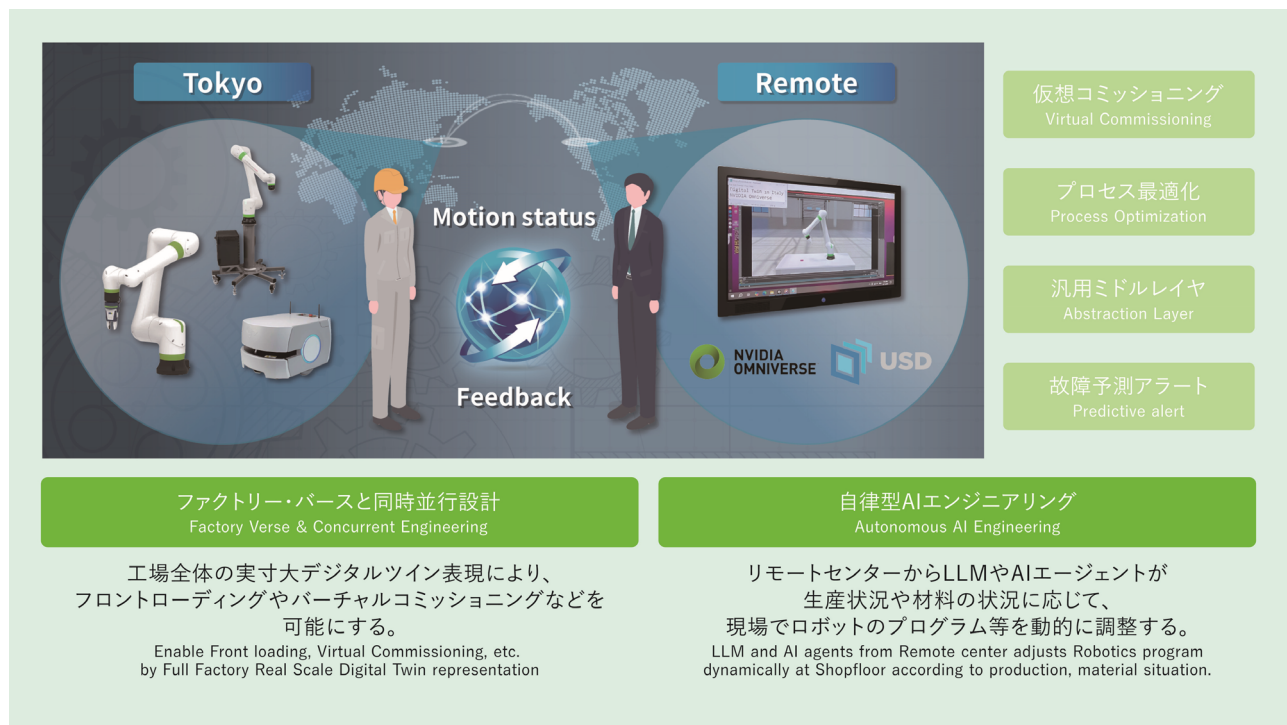 Tokyo
Remote
Motion status
Feedback
NVIDIA
OMNIVERSE
USD
仮想コミッショニング
Virtual Commissioning
プロセス最適化
Process Optimization
汎用ミドルレイヤ
Abstraction Layer
故障予測アラート
Predictive alert
ファクトリー・バースと同時並行設計
Factory Verse & Concurrent Engineering
工場全体の実寸大デジタルツイン表現により、
フロントローディングやバーチャルコミッショニングなどを
可能にする。
Enable Front loading, Virtual Commissioning, etc.
by Full Factory Real Scale Digital Twin representation
自律型AIエンジニアリング
Autonomous AI Engineering
リモートセンターからLLMやAIエージェントが
生産状況や材料の状況に応じて、
現場でロボットのプログラム等を動的に調整する。
LLM and AI agents from Remote center adjusts Robotics program
dynamically at Shopfloor according to production, material situation.